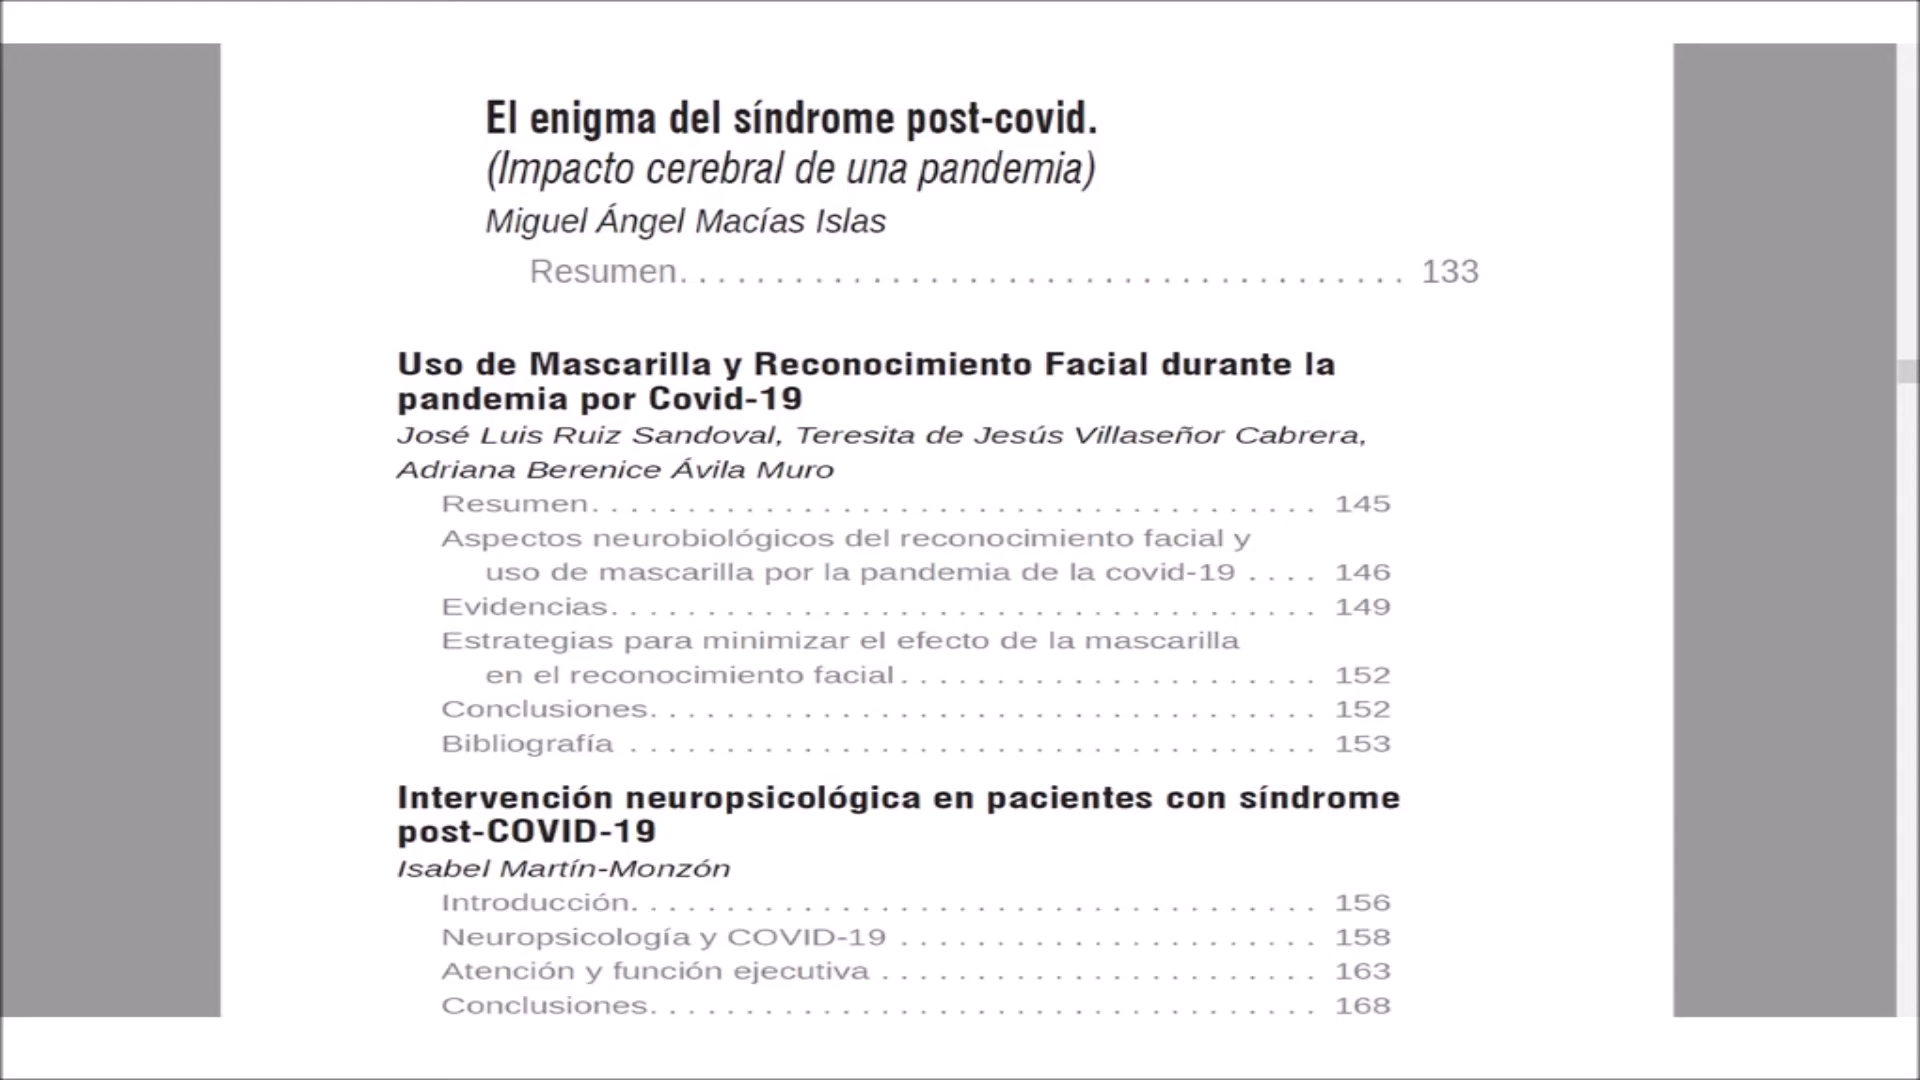 El enigma del síndrome post-covid.
(Impacto cerebral de una pandemia)
Miguel Ángel Macías Islas
Resumen. . . . . . . . . . . . . . . . . . . . . . . . . . . . . . . . . . . . . . 133
Uso de Mascarilla y Reconocimiento Facial durante la
pandemia por Covid-19
José Luis Ruiz Sandoval, Teresita de Jesús Villaseñor Cabrera,
Adriana Berenice Ávila Muro
Resumen. . . . . . . . . . . . . . . . . . . . . . . . . . . . . . . . . . . . . . 145
Aspectos neurobiológicos del reconocimiento facial y
uso de mascarilla por la pandemia de la covid-19 . . . . 146
Evidencias. . . . . . . . . . . . . . . . . . . . . . . . . . . . . . . . . . . . . 149
Estrategias para minimizar el efecto de la mascarilla
en el reconocimiento facial. . . . . . . . . . . . . . . . . . . . . . 152
Conclusiones. . . . . . . . . . . . . . . . . . . . . . . . . . . . . . . . . . . 152
Bibliografía . . . . . . . . . . . . . . . . . . . . . . . . . . . . . . . . . . . . 153
Intervención neuropsicológica en pacientes con síndrome
post-COVID-19
Isabel Martín-Monzón
Introducción. . . . . . . . . . . . . . . . . . . . . . . . . . . . . . . . . . . . 156
Neuropsicología y COVID-19 . . . . . . . . . . . . . . . . . . . . . . 158
Atención y función ejecutiva . . . . . . . . . . . . . . . . . . . . . . . 163
Conclusiones. . . . . . . . . . . . . . . . . . . . . . . . . . . . . . . . . . . 168